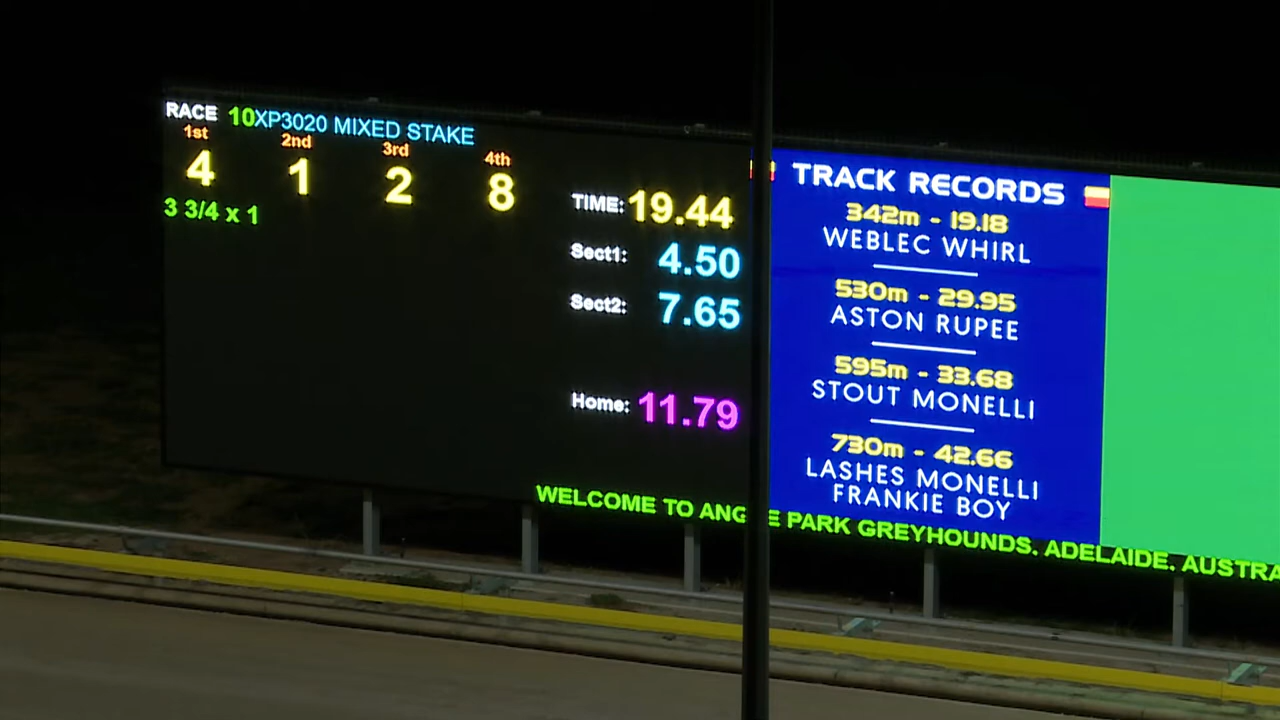 RACE 10XP3020 MIXED STAKE
1st 2nd 3rd 4th
4 1 2 8
3 3/4 x 1
TIME: 19.44
Sect1: 4.50
Sect2: 7.65
Home: 11.79
TRACK RECORDS
342m - 19.18
WEBLEC WHIRL
530m - 29.95
ASTON RUPEE
595m - 33.68
STOUT MONELLI
730m - 42.66
LASHES MONELLI
FRANKIE BOY
WELCOME TO ANGLE PARK GREYHOUNDS. ADELAIDE. AUSTRA